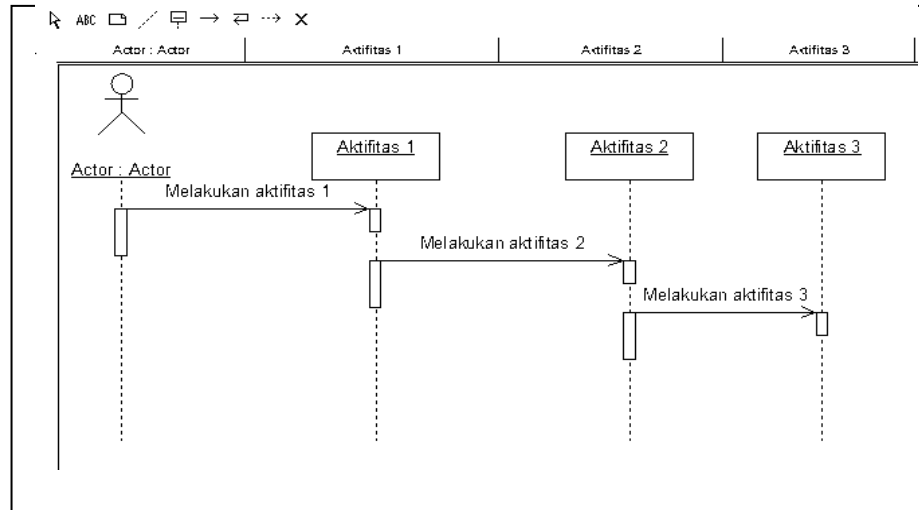 ABC
Actor : Actor Aktifitas 1 Aktifitas 2 Aktifitas 3
Aktifitas 1 Aktifitas 2 Aktifitas 3
Actor : Actor
Melakukan aktifitas 1
Melakukan aktifitas 2
Melakukan aktifitas 3